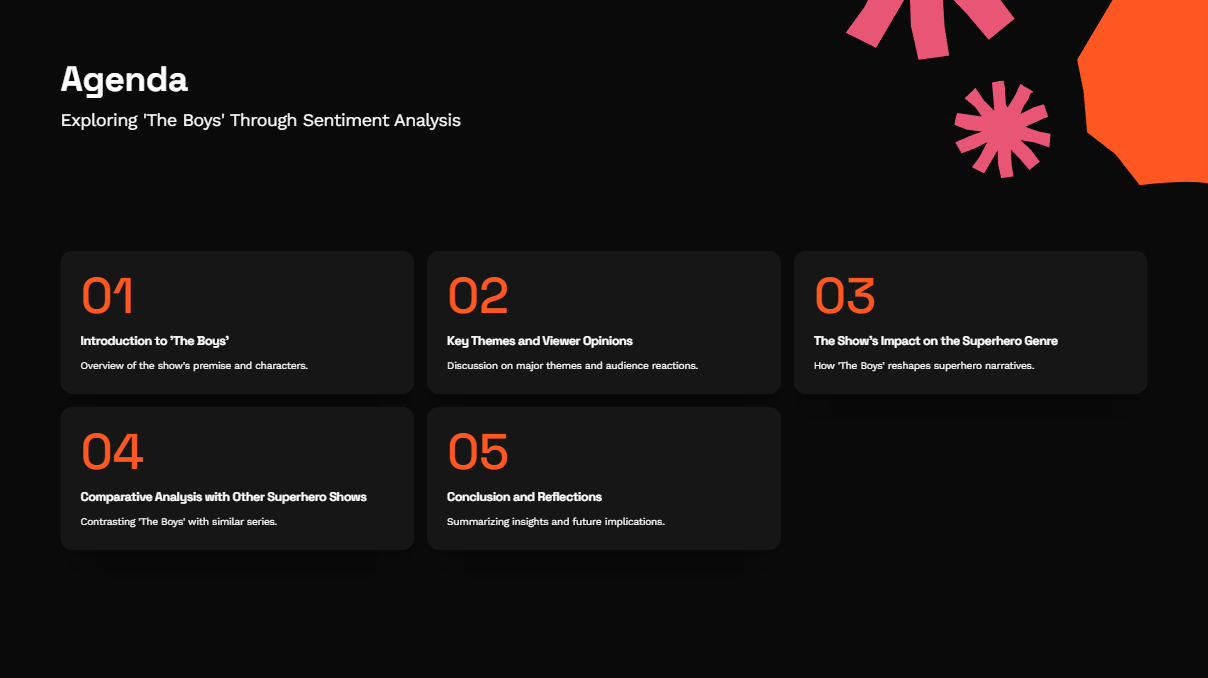 Agenda
Exploring 'The Boys' Through Sentiment Analysis
01
Introduction to 'The Boys'
Overview of the show's premise and characters.
02
Key Themes and Viewer Opinions
Discussion on major themes and audience reactions.
03
The Show's Impact on the Superhero Genre
How 'The Boys' reshapes superhero narratives.
04
Comparative Analysis with Other Superhero Shows
Contrasting 'The Boys' with similar series.
05
Conclusion and Reflections
Summarizing insights and future implications.